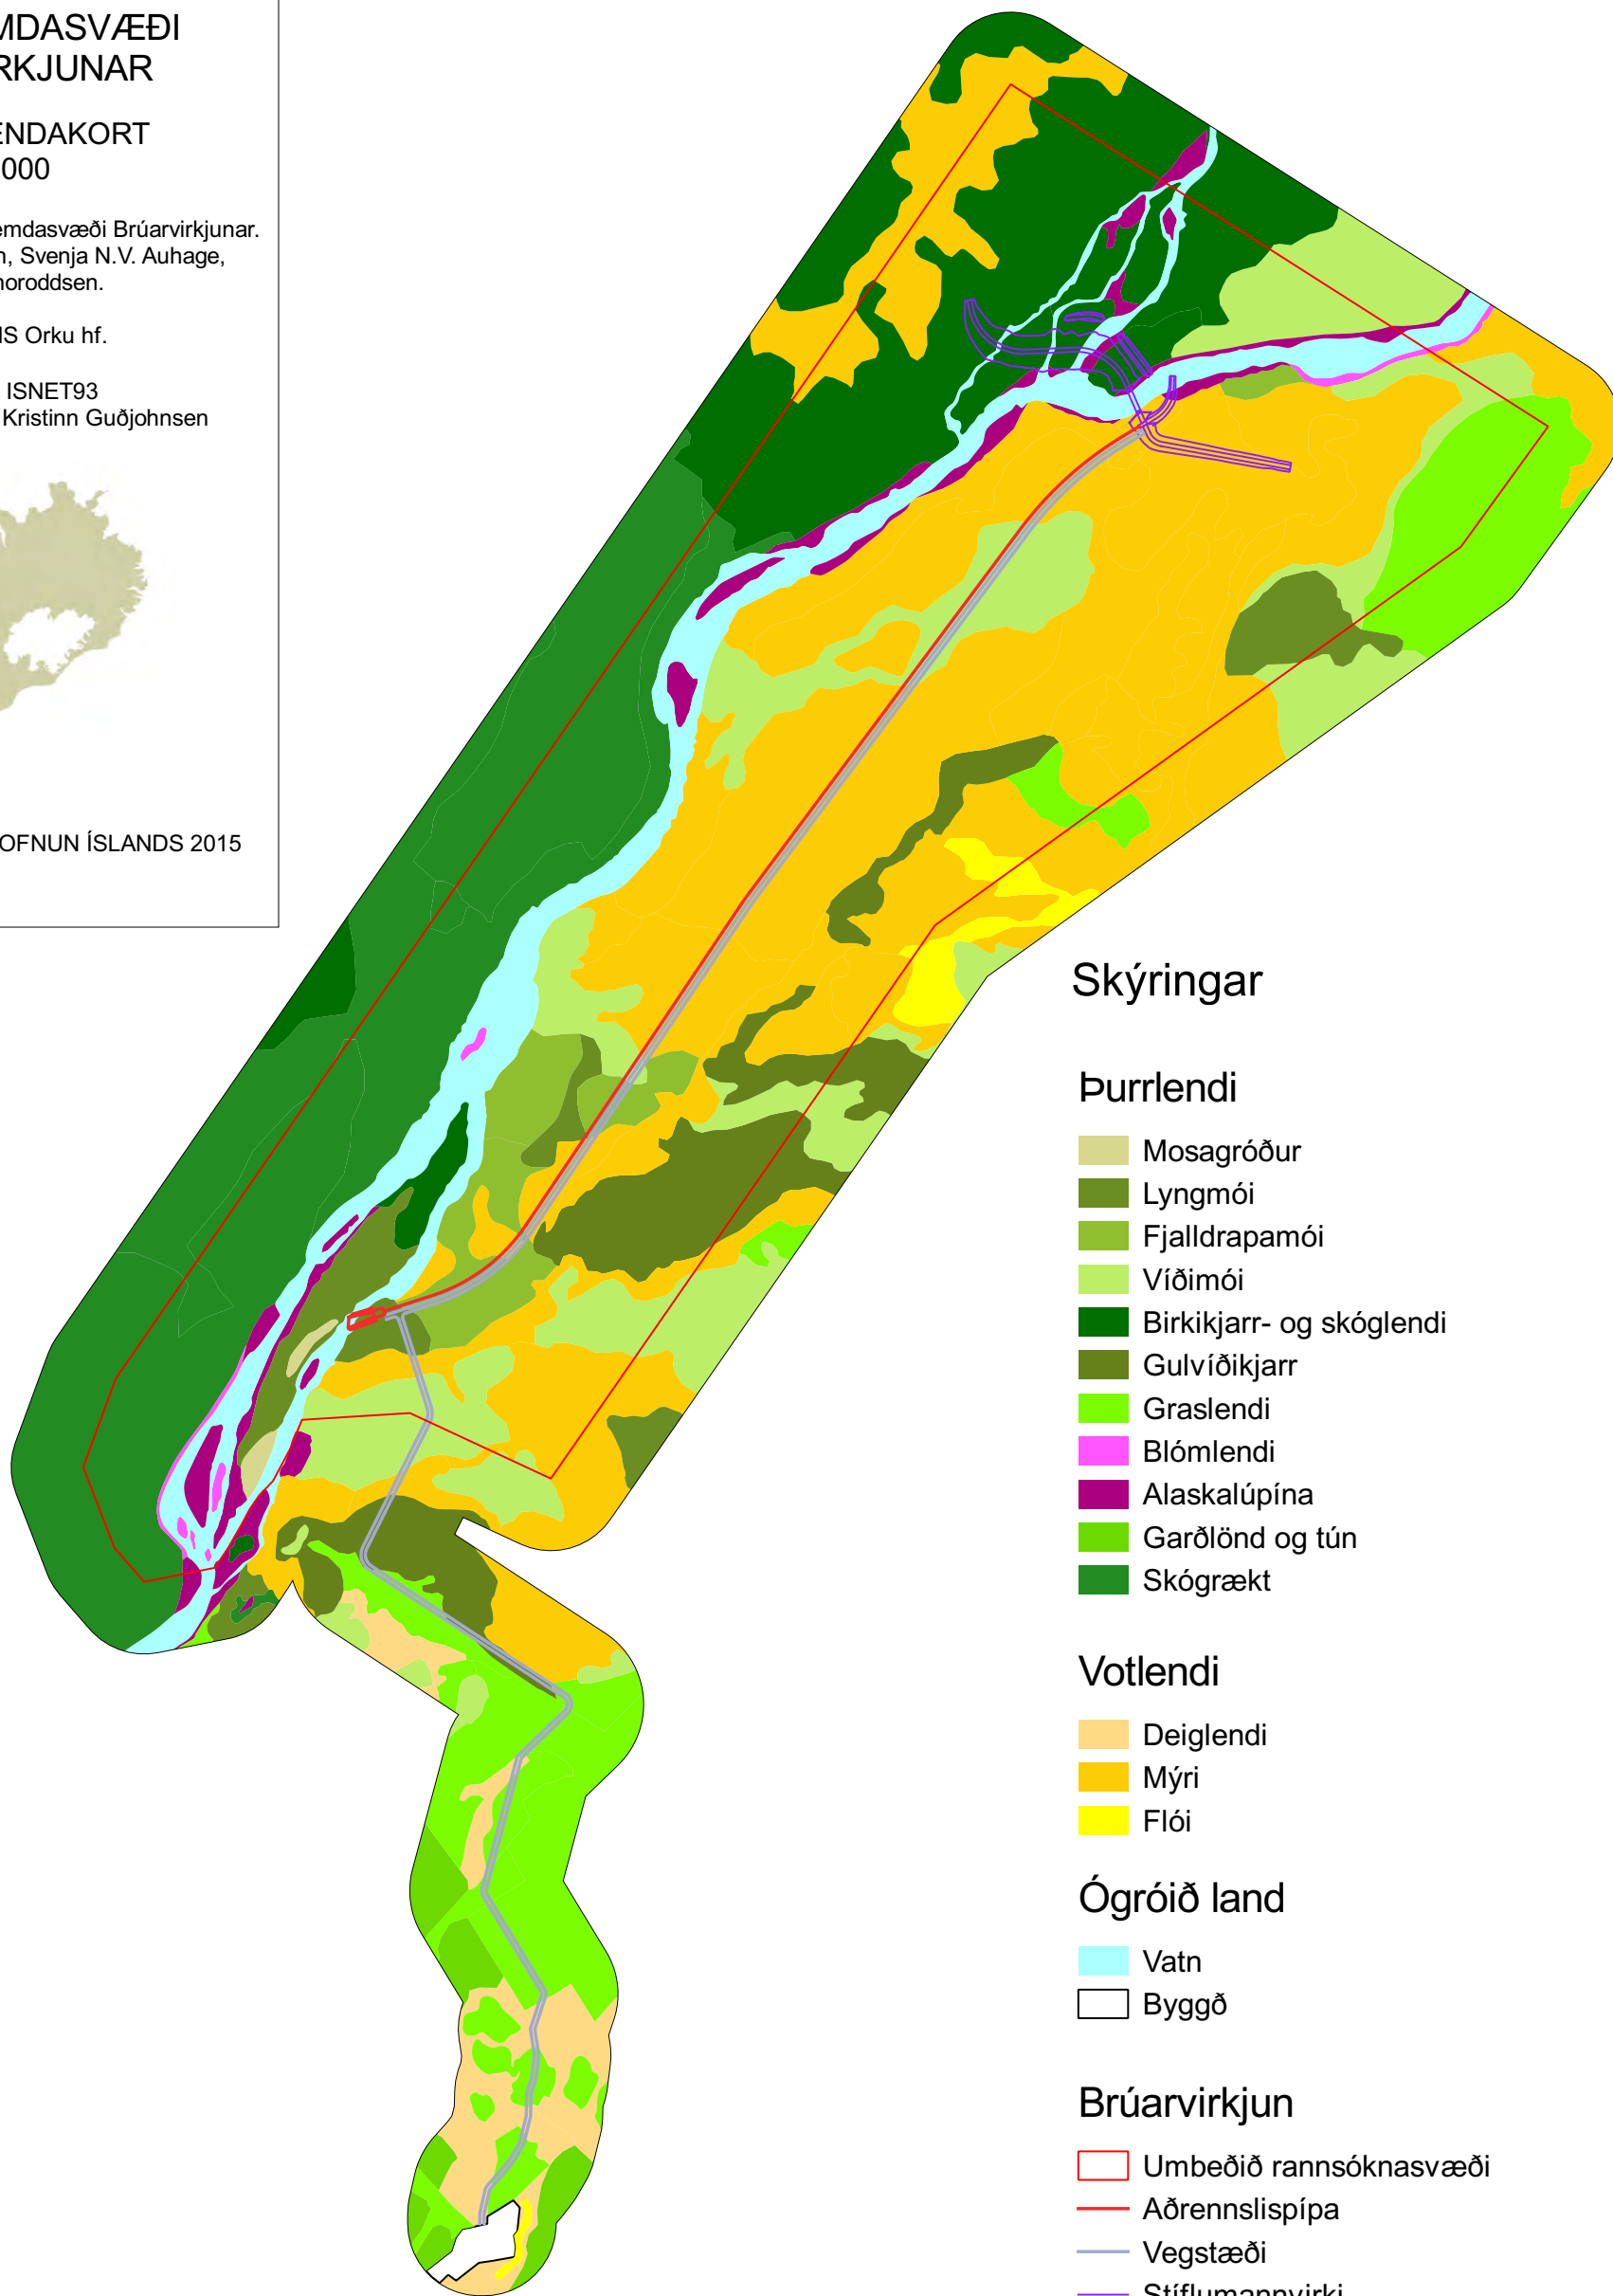 MDASVÆÐI
RKJUNAR
ENDAKORT
000
emdasvæði Brúarvirkjunar.
n, Svenja N.V. Auhage,
horoddsen.
HS Orku hf.
ISNET93
Kristinn Guðjohnsen
OFNUN ÍSLANDS 2015
Skýringar
Þurrlendi
Mosagróður
Lyngmói
Fjalldrapamói
Víðimói
Birkikjarr- og skóglendi
Gulvíðikjarr
Graslendi
Blómlendi
Alaskalúpína
Garðlönd og tún
Skógrækt
Votlendi
Deiglendi
Mýri
Flói
Ógróið land
Vatn
Byggð
Brúarvirkjun
Umbeðið rannsóknasvæði
Aðrennslispípa
Vegstæði
Stíflumannvirki